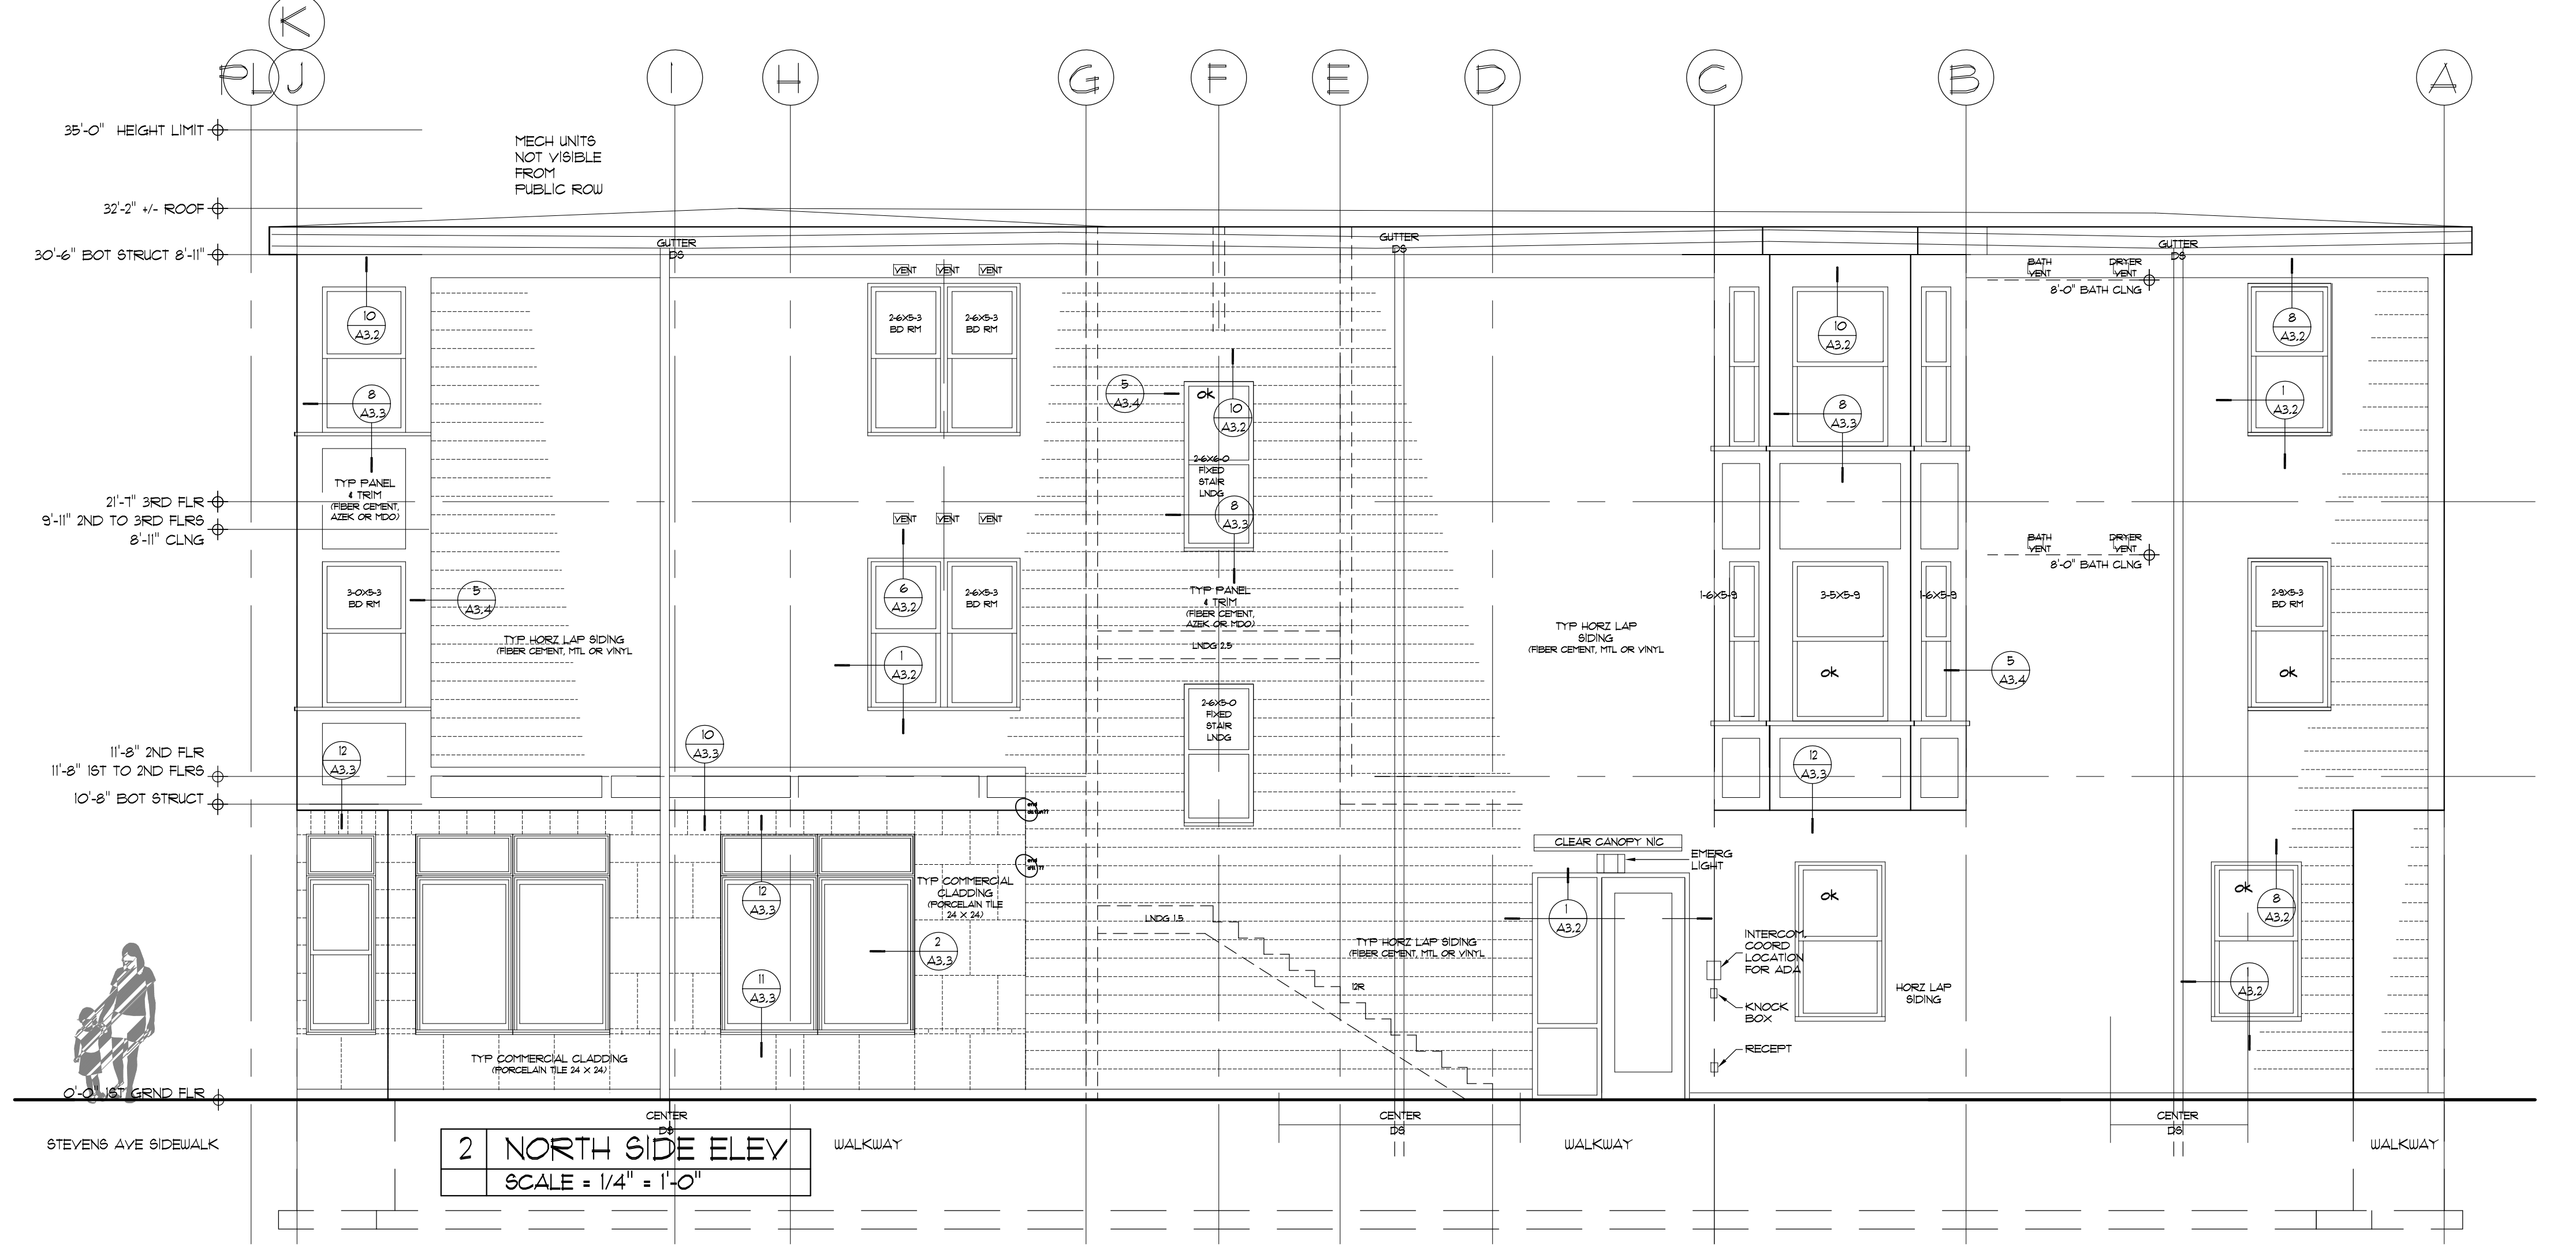 K
PL J I H G F E D C B A
35'-0" HEIGHT LIMIT
MECH UNITS
NOT VISIBLE
FROM
PUBLIC ROW
32'-2" +/- ROOF
30'-6" BOT STRUCT 8'-11"
GUTTER
DS
GUTTER
DS
GUTTER
DS
VENT VENT VENT
BATH
VENT
DRYER
VENT
8'-0" BATH CLNG
10
A3,2
8
A3,3
2-6X5-3
BD RM
2-6X5-3
BD RM
5
A3,4
ok
10
A3,2
2-6X6-0
FIXED
STAIR
LNDG
8
A3,3
10
A3,2
8
A3,3
8
A3,2
1
A3,2
TYP PANEL
& TRIM
(FIBER CEMENT,
AZEK OR MDO)
21'-7" 3RD FLR
9'-11" 2ND TO 3RD FLRS
8'-11" CLNG
VENT VENT VENT
BATH
VENT
DRYER
VENT
8'-0" BATH CLNG
3-0X5-3
BD RM
5
A3,4
TYP HORZ LAP SIDING
(FIBER CEMENT, MTL OR VINYL
6
A3,2
2-6X5-3
BD RM
1
A3,2
TYP PANEL
& TRIM
(FIBER CEMENT,
AZEK OR MDO)
LNDG 2.5
2-6X5-0
FIXED
STAIR
LNDG
TYP HORZ LAP
SIDING
(FIBER CEMENT, MTL OR VINYL
1-6X5-9
3-5X5-9
1-6X5-9
ok
5
A3,4
2-9X5-3
BD RM
ok
11'-8" 2ND FLR
11'-8" 1ST TO 2ND FLRS
10'-8" BOT STRUCT
12
A3,3
10
A3,3
12
A3,3
CLEAR CANOPY NIC
EMERG
LIGHT
12
A3,3
11
A3,3
TYP COMMERCIAL
CLADDING
(PORCELAIN TILE
24 X 24)
2
A3,3
LNDG 1.5
12R
TYP HORZ LAP SIDING
(FIBER CEMENT, MTL OR VINYL
1
A3,2
INTERCOM,
COORD
LOCATION
FOR ADA
KNOCK
BOX
RECEPT
ok
HORZ LAP
SIDING
ok
8
A3,2
1
A3,2
TYP COMMERCIAL CLADDING
(PORCELAIN TILE 24 X 24)
0'-0" 1ST GRND FLR
CENTER
DS
CENTER
DS
CENTER
DS
STEVENS AVE SIDEWALK
WALKWAY
WALKWAY
WALKWAY
2 NORTH SIDE ELEV
SCALE = 1/4" = 1'-0"